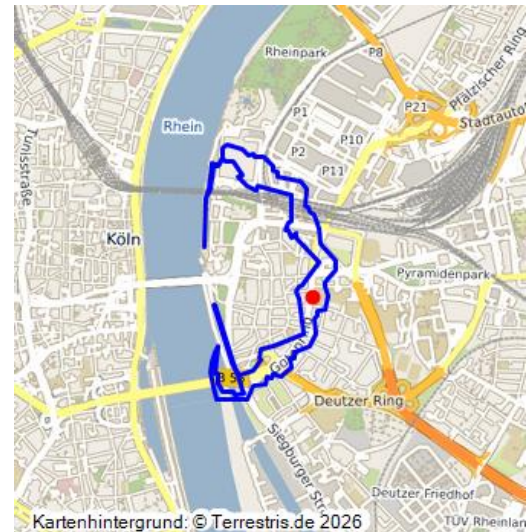 Rheinpark
P8
Pfälzischer Ring
P21
Stadtauto
P1
P10
Rhein
P2
P11
Tunisstraße
Köln
Pyramidenpark
B 5
Deutzer Ring
Siegburger Str
Deutzer Friedhof
TÜV Rheinlan
Kartenhintergrund: © Terrestris.de 2026